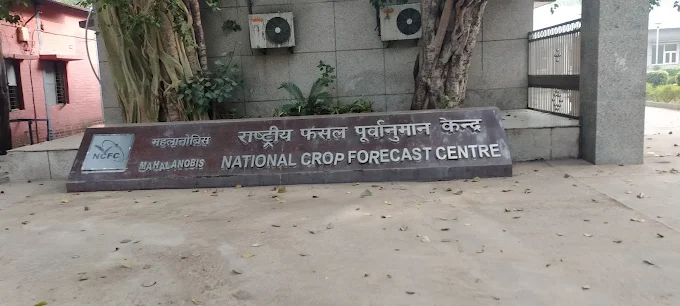 महालनोबिस राष्ट्रीय फसल पूर्वानुमान केन्द्र
NCFC
MAHALANOBIS NATIONAL CROP FORECAST CENTRE